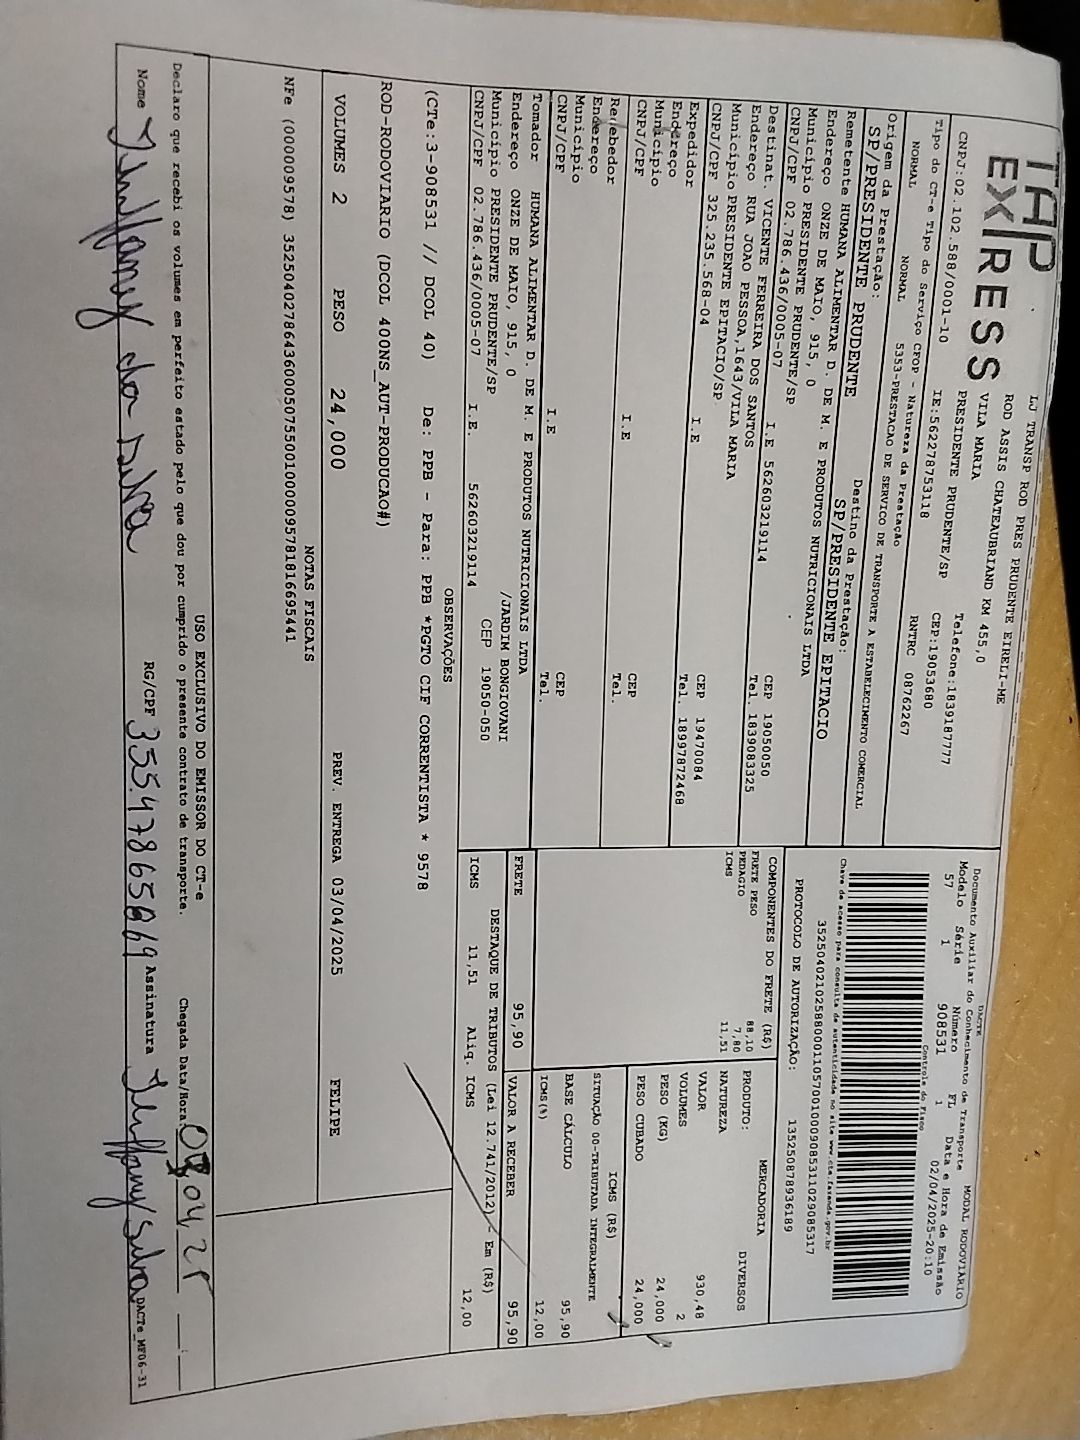 TAP EXPRESS
LJ TRANSP ROD PRES PRUDENTE EIRELI-ME
ROD ASSIS CHATEAUBRIAND KM 455,0
VILA MARIA Telefone:1839187777
PRESIDENTE PRUDENTE/SP CEP:19053680
CNPJ:02.102.588/0001-10 IE:562278753118 RNTRC 08762267
Tipo do CT-e Tipo do Serviço CFOP - Natureza da Prestação
NORMAL NORMAL 5353-PRESTACAO DE SERVICO DE TRANSPORTE A ESTABELECIMENTO COMERCIAL
Origem da Prestação: Destino da Prestação:
SP/PRESIDENTE PRUDENTE SP/PRESIDENTE EPITACIO
DACTE MODAL RODOVIÁRIO
Documento Auxiliar do Conhecimento de Transporte
Modelo Série Número FL Data e Hora de Emissão
57 1 908531 1 02/04/2025-20:10
Controle do Fisco
Chave de acesso para consulta de autenticidade no site www.cte.fazenda.gov.br
35250402102588000110570010009085311029085317
PROTOCOLO DE AUTORIZAÇÃO: 135250878936189
Remetente HUMANA ALIMENTAR D. DE M. E PRODUTOS NUTRICIONAIS LTDA
Endereço ONZE DE MAIO, 915, 0
Município PRESIDENTE PRUDENTE/SP CEP 19050050
CNPJ/CPF 02.786.436/0005-07 I.E 562603219114 Tel. 1839083325
Destinat. VICENTE FERREIRA DOS SANTOS
Endereço RUA JOAO PESSOA,1643/VILA MARIA
Município PRESIDENTE EPITACIO/SP CEP 19470084
CNPJ/CPF 325.235.568-04 I.E Tel. 18997872468
Expedidor
Endereço
Município CEP
CNPJ/CPF I.E Tel.
Recebedor
Endereço
Município CEP
CNPJ/CPF I.E Tel.
Tomador HUMANA ALIMENTAR D. DE M. E PRODUTOS NUTRICIONAIS LTDA
Endereço ONZE DE MAIO, 915, 0 /JARDIM BONGIOVANI
Município PRESIDENTE PRUDENTE/SP CEP 19050-050
CNPJ/CPF 02.786.436/0005-07 I.E. 562603219114
COMPONENTES DO FRETE (R$)
FRETE PESO 88,10
PEDAGIO 7,80
ICMS 11,51
MERCADORIA
PRODUTO: DIVERSOS
NATUREZA
VALOR 930,48
VOLUMES 2
PESO (KG) 24,000
PESO CUBADO 24,000
ICMS (R$)
SITUAÇÃO 00-TRIBUTADA INTEGRALMENTE
BASE CÁLCULO 95,90
ICMS(%) 12,00
FRETE 95,90 VALOR A RECEBER 95,90
DESTAQUE DE TRIBUTOS (Lei 12.741/2012) - Em (R$)
ICMS 11,51 Aliq. ICMS 12,00
OBSERVAÇÕES
(CTe:3-908531 // DCOL 40) De: PPB - Para: PPB *PGTO CIF CORRENTISTA * 9578
ROD-RODOVIARIO (DCOL 400NS_AUT-PRODUCAO#)
VOLUMES 2 PESO 24,000 PREV. ENTREGA 03/04/2025 FELIPE
NOTAS FISCAIS
NFe (000009578) 35250402786436000507550010000095781816695441
USO EXCLUSIVO DO EMISSOR DO CT-e
Declaro que recebi os volumes em perfeito estado pelo que dou por cumprido o presente contrato de transporte. Chegada Data/Hora 04 25
Nome da Silva RG/CPF Assinatura Silva
DACTe_MF06-31